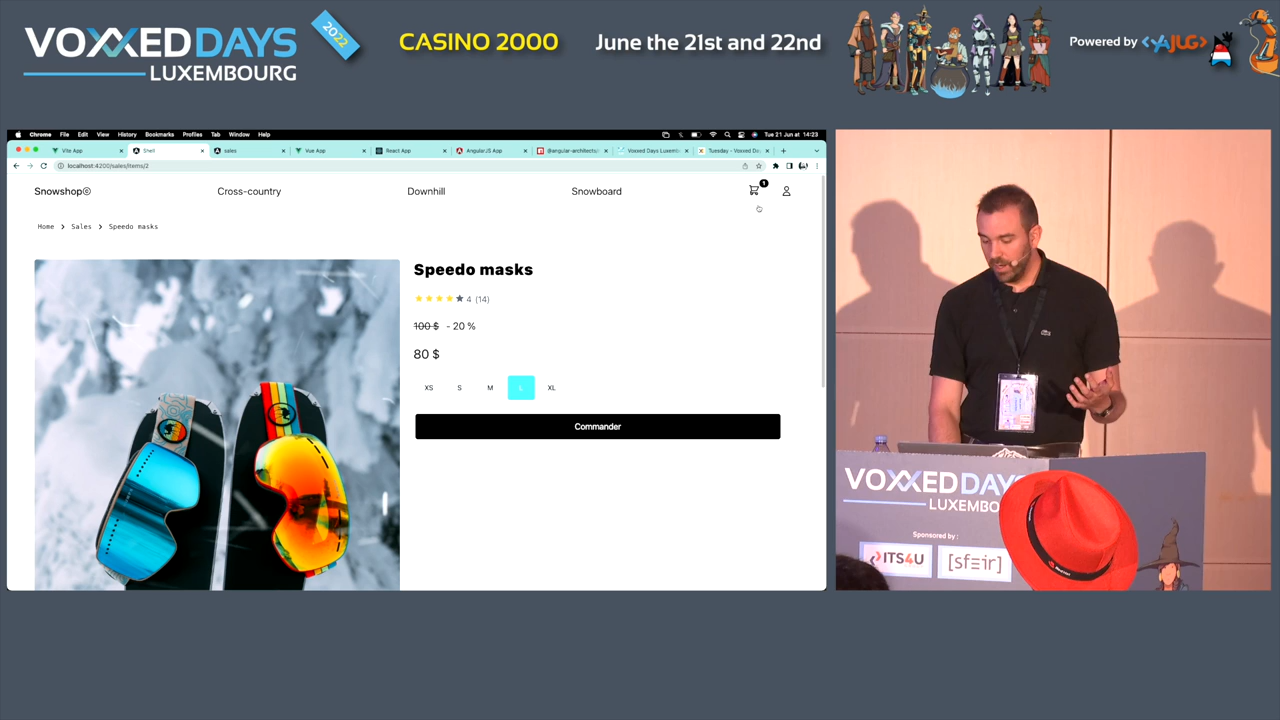 VOXXED DAYS
LUXEMBOURG
2022
CASINO 2000
June the 21st and 22nd
Powered by <YAJUG>
Chrome File Edit View History Bookmarks Profiles Tab Window Help
Tue 21 Jun at 14:23
Vite App
Shell
sales
Vue App
React App
AngularJS App
@angular-architects/
Voxxed Days Luxemb
Tuesday - Voxxed Da
localhost:4200/sales/items/2
Snowshop®
Cross-country
Downhill
Snowboard
1
Home > Sales > Speedo masks
Speedo masks
4 (14)
100 $ - 20 %
80 $
XS S M L XL
Commander
VOXXED DAYS
LUXEMBO
Sponsored by :
ITS4U
[sfeir]